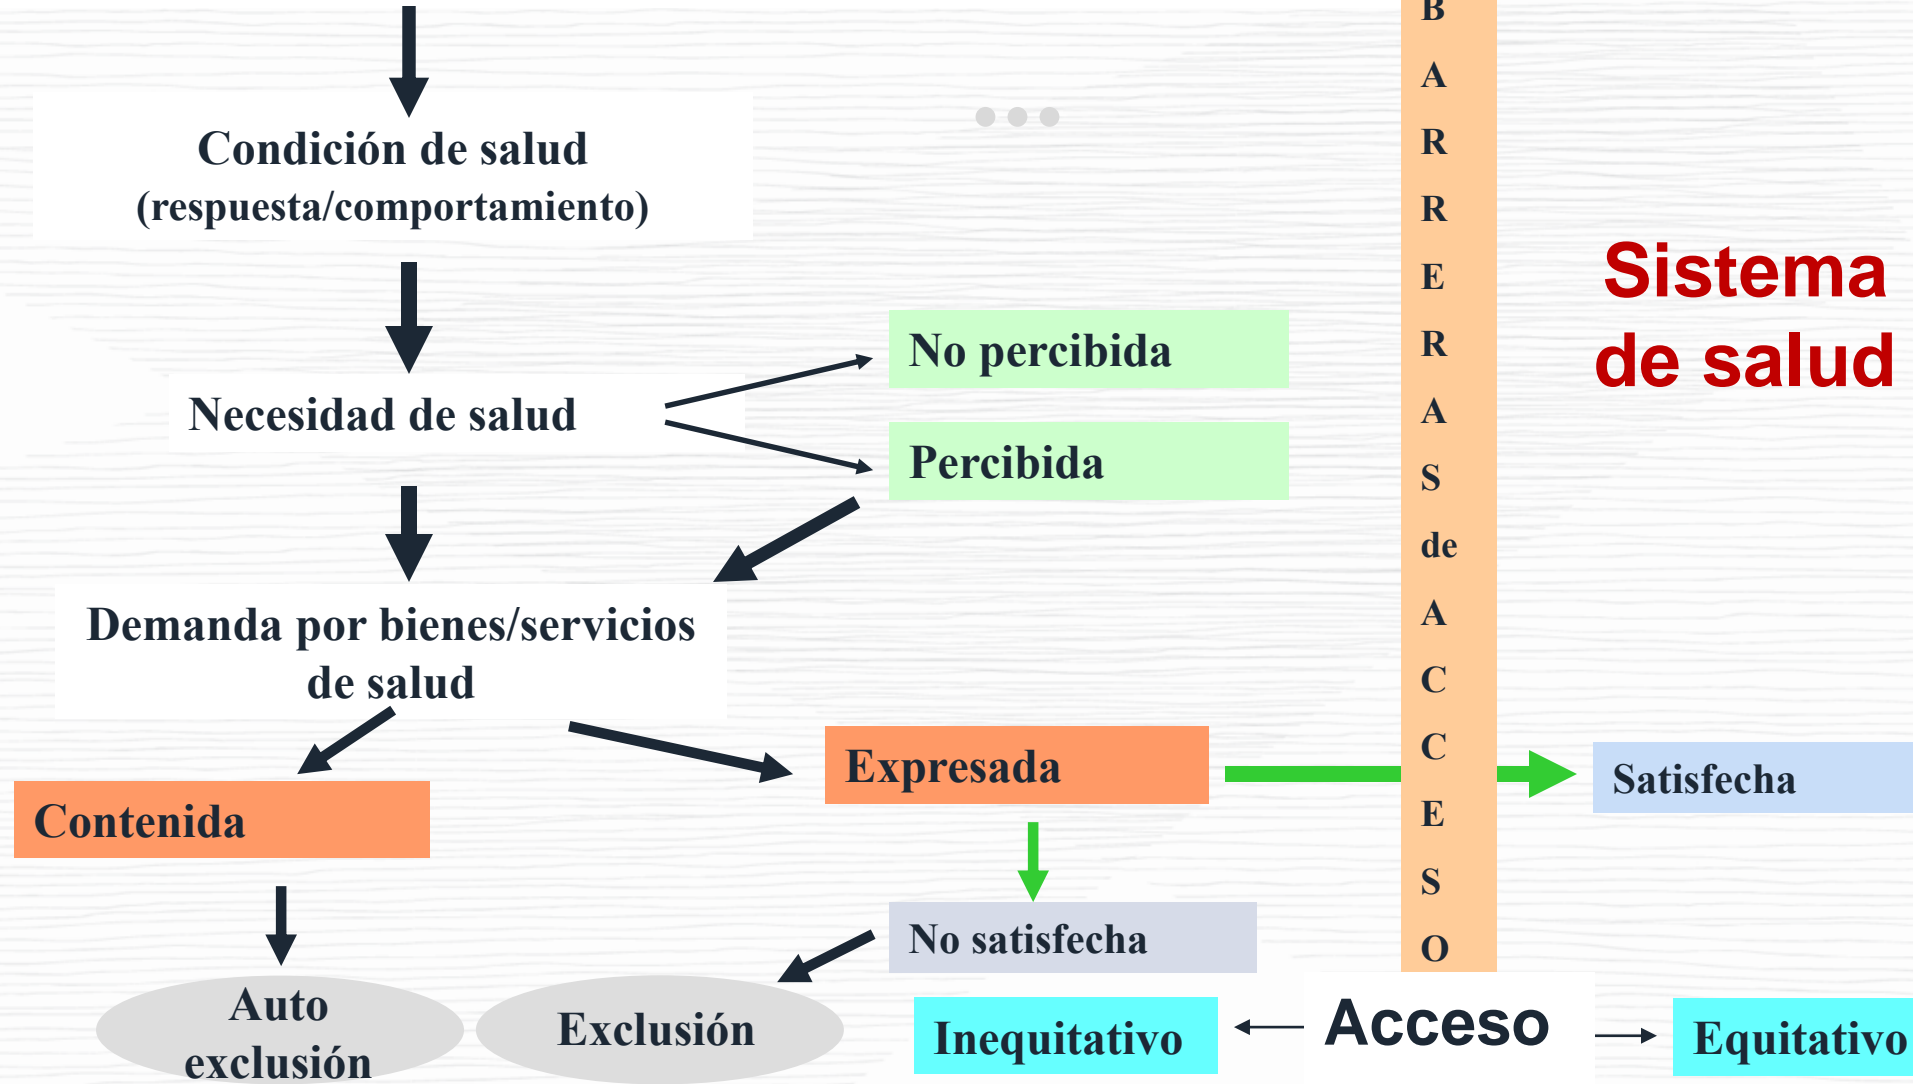 Condición de salud
(respuesta/comportamiento)
Necesidad de salud
No percibida
Percibida
Demanda por bienes/servicios
de salud
Contenida
Expresada
Satisfecha
No satisfecha
Auto
exclusión
Exclusión
Inequitativo
Acceso
Equitativo
B
A
R
R
E
R
A
S
de
A
C
C
E
S
O
Sistema
de salud